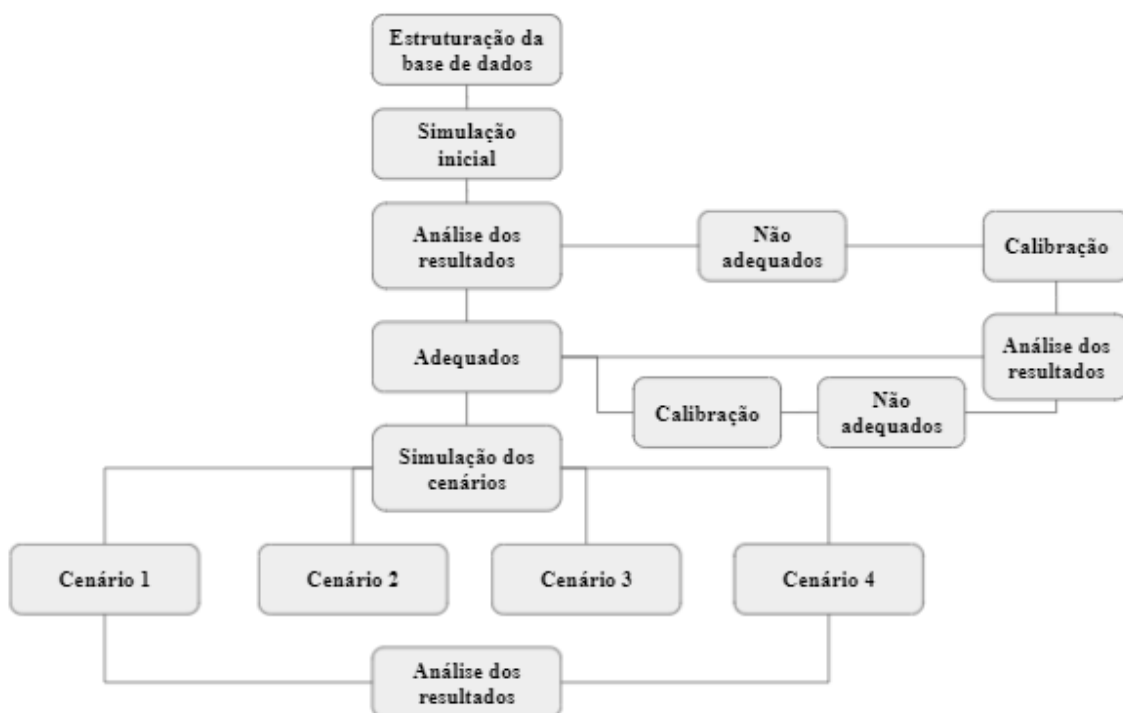 Estruturação da
base de dados
Simulação
inicial
Análise dos
resultados
Não
adequados
Calibração
Adequados
Análise dos
resultados
Calibração
Não
adequados
Simulação dos
cenários
Cenário 1
Cenário 2
Cenário 3
Cenário 4
Análise dos
resultados